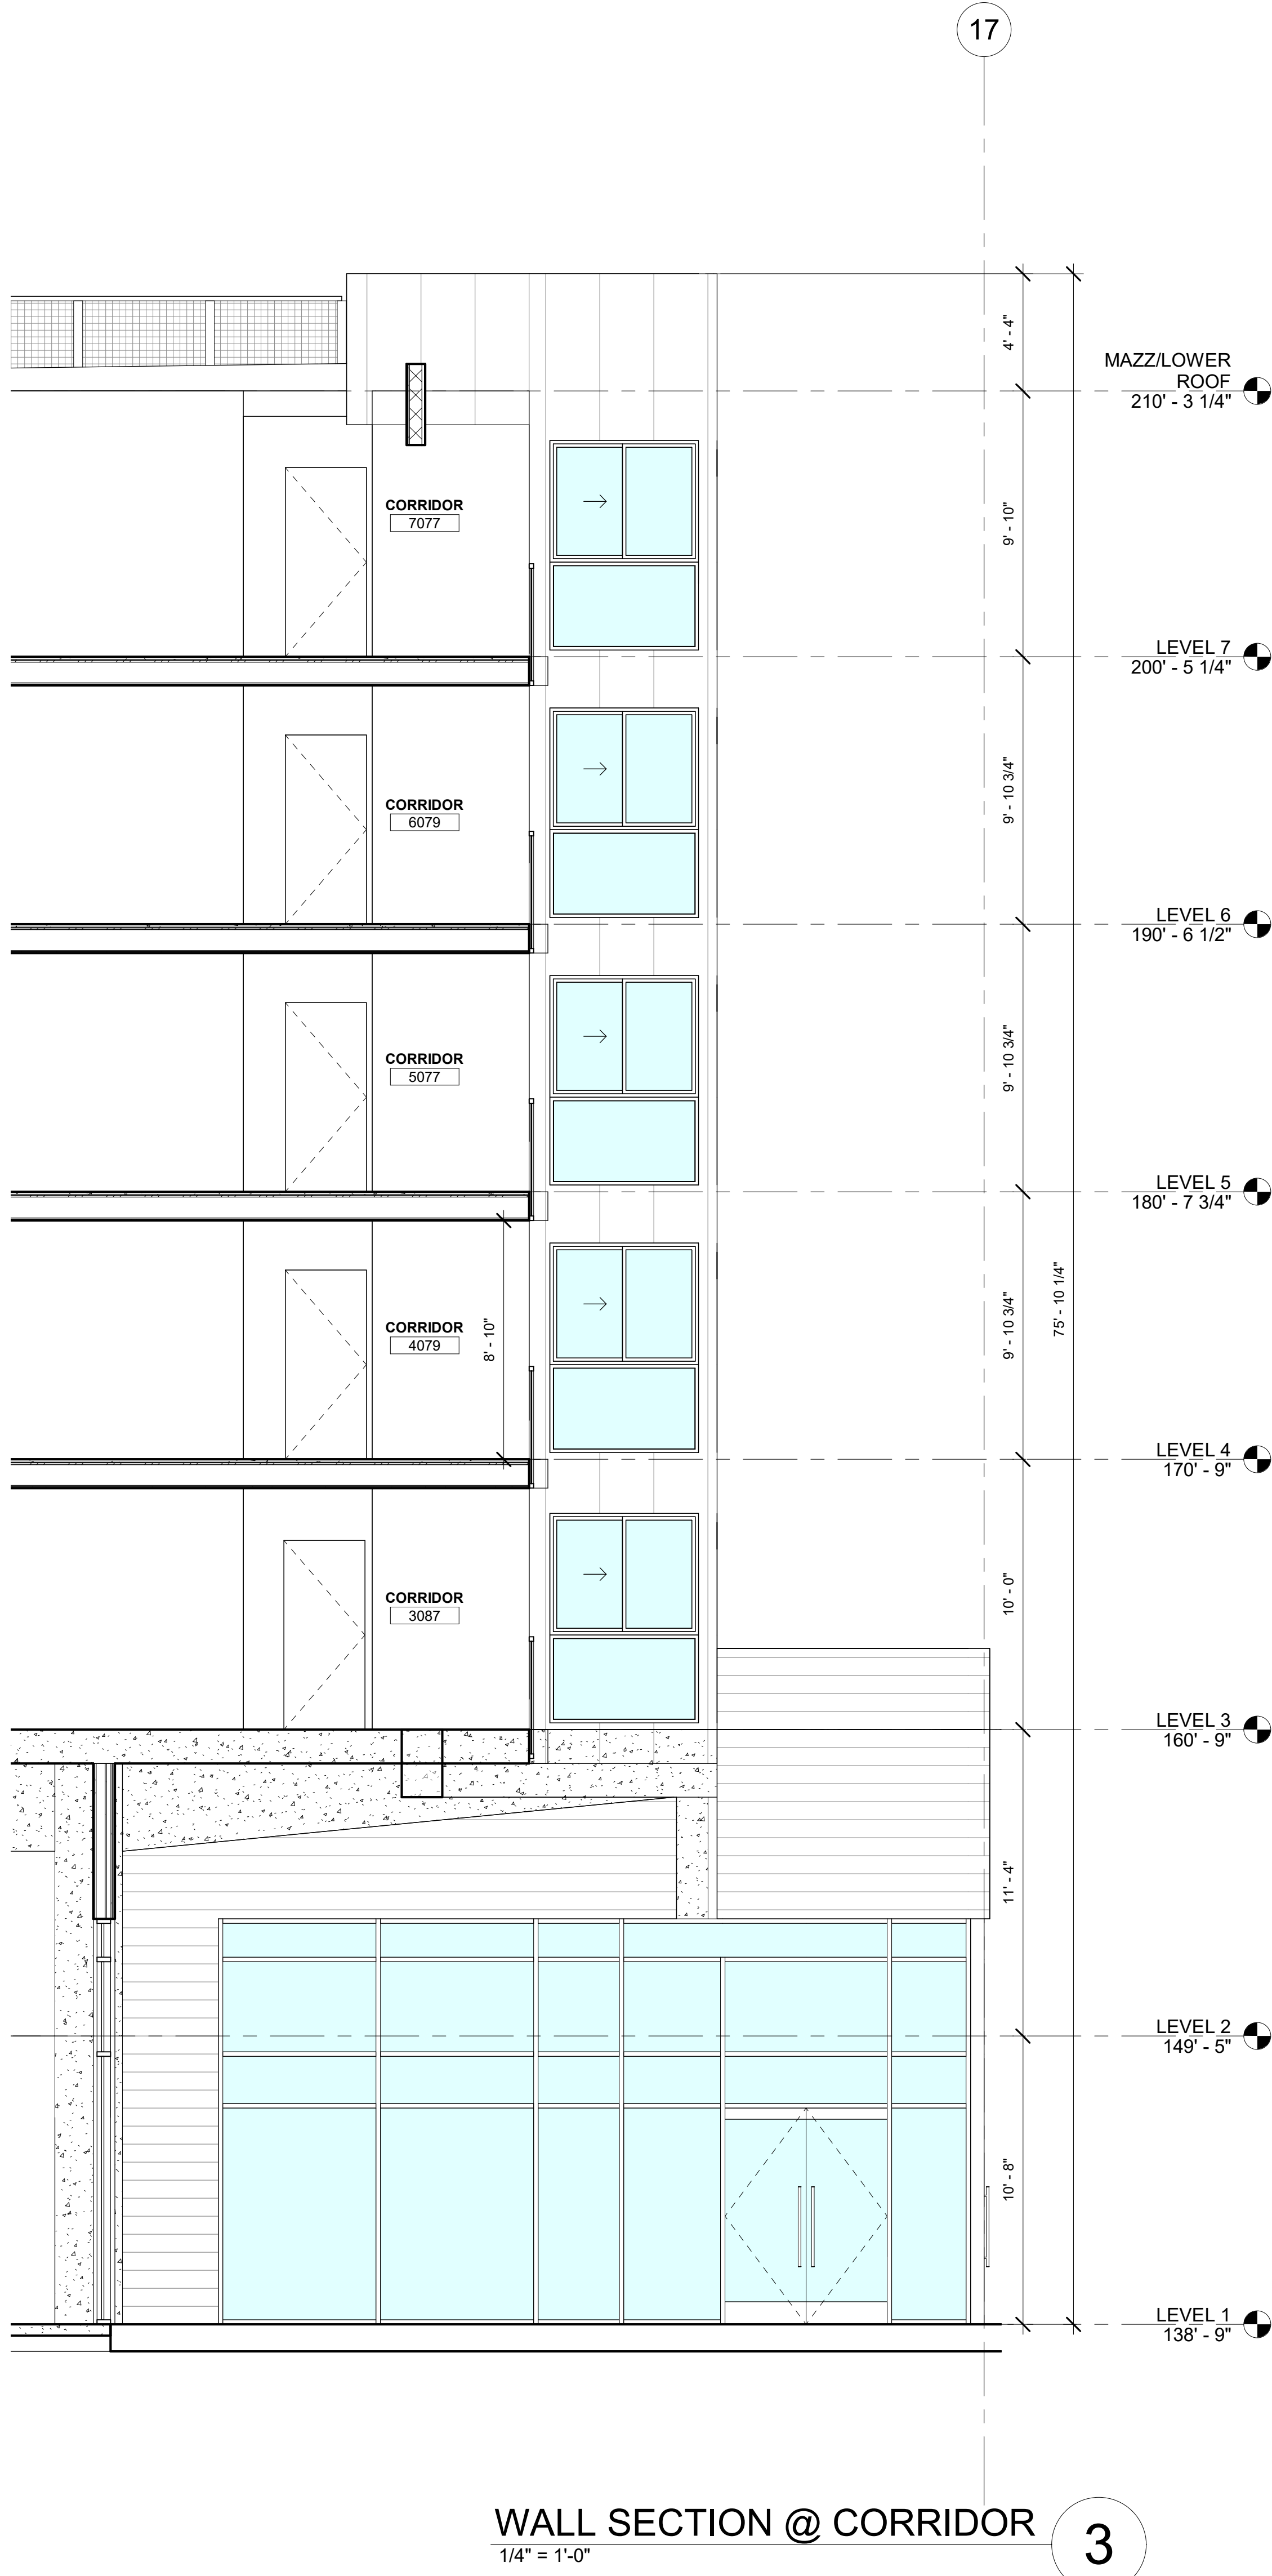 17
4' - 4"
MAZZ/LOWER
ROOF
210' - 3 1/4"
9' - 10"
CORRIDOR
7077
LEVEL 7
200' - 5 1/4"
9' - 10 3/4"
CORRIDOR
6079
LEVEL 6
190' - 6 1/2"
9' - 10 3/4"
CORRIDOR
5077
LEVEL 5
180' - 7 3/4"
75' - 10 1/4"
9' - 10 3/4"
CORRIDOR
4079
8' - 10"
LEVEL 4
170' - 9"
10' - 0"
CORRIDOR
3087
LEVEL 3
160' - 9"
11' - 4"
LEVEL 2
149' - 5"
10' - 8"
LEVEL 1
138' - 9"
WALL SECTION @ CORRIDOR
1/4" = 1'-0"
3